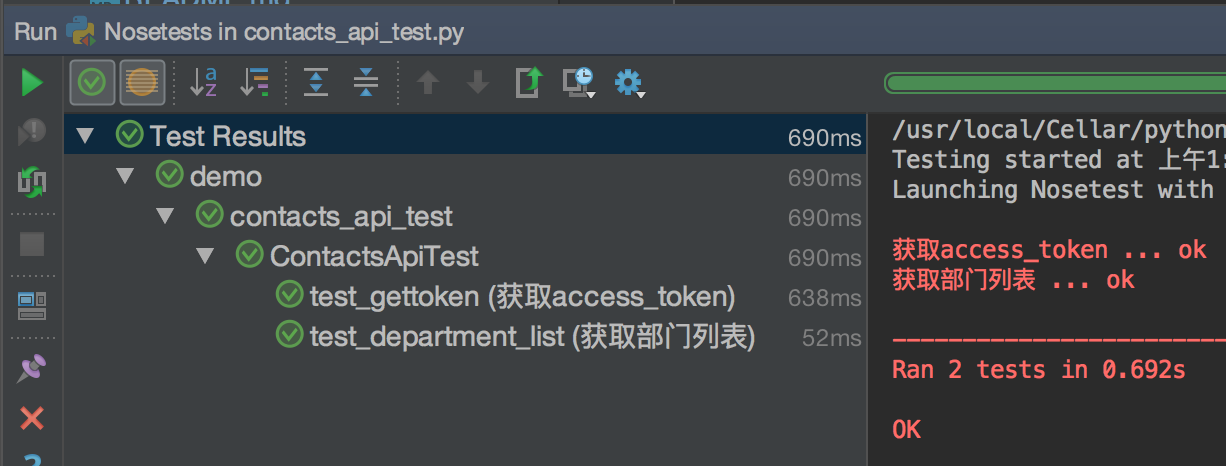 Run Nosetests in contacts_api_test.py
Test Results 690ms
demo 690ms
contacts_api_test 690ms
ContactsApiTest 690ms
test_gettoken (获取access_token) 638ms
test_department_list (获取部门列表) 52ms
/usr/local/Cellar/python
Testing started at 上午1:
Launching Nosetest with
获取access_token ... ok
获取部门列表 ... ok
Ran 2 tests in 0.692s
OK